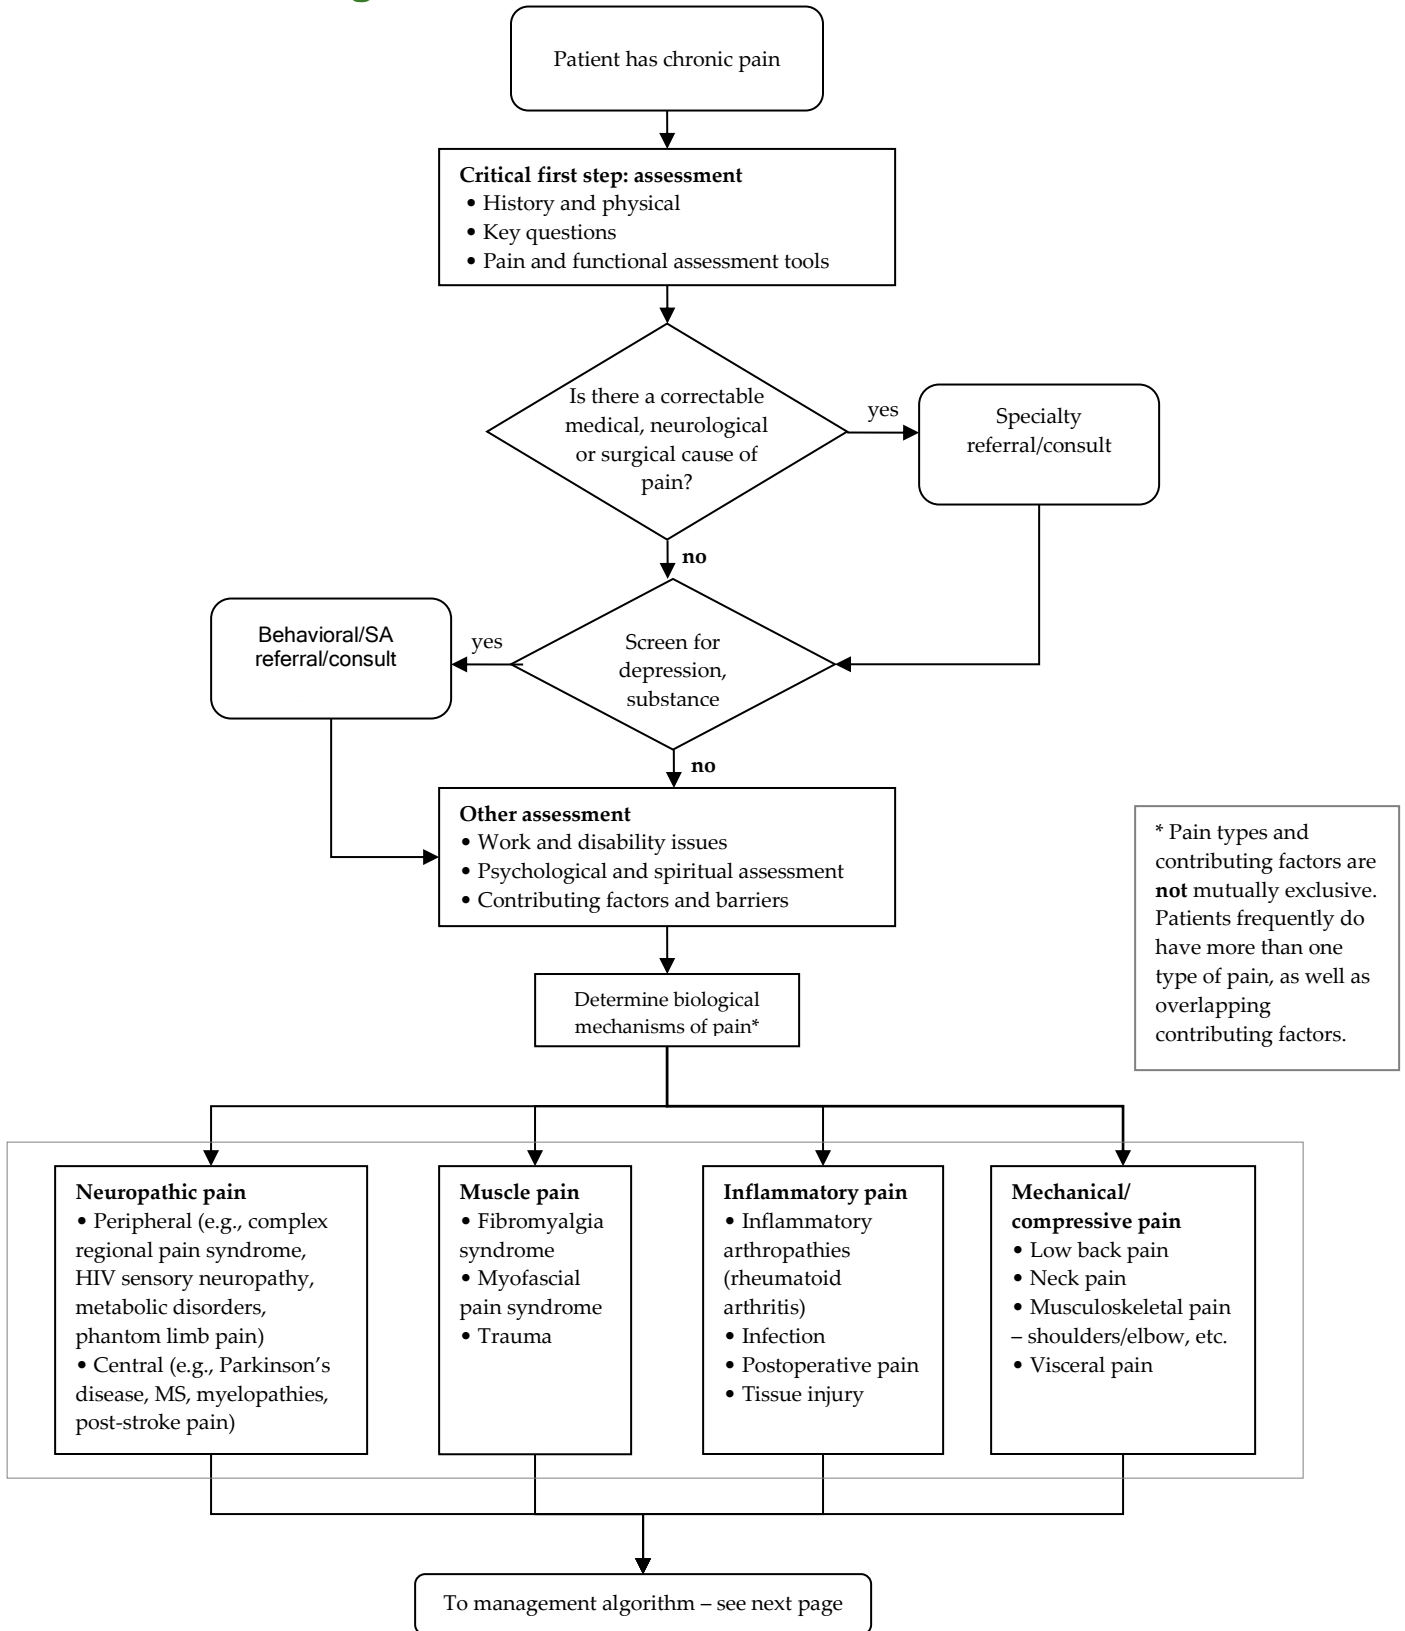 Patient has chronic pain
Critical first step: assessment
• History and physical
• Key questions
• Pain and functional assessment tools
Is there a correctable
medical, neurological
or surgical cause of
pain?
yes
Specialty
referral/consult
no
Behavioral/SA
referral/consult
yes
Screen for
depression,
substance
no
Other assessment
• Work and disability issues
• Psychological and spiritual assessment
• Contributing factors and barriers
* Pain types and
contributing factors are
not mutually exclusive.
Patients frequently do
have more than one
type of pain, as well as
overlapping
contributing factors.
Determine biological
mechanisms of pain*
Neuropathic pain
• Peripheral (e.g., complex
regional pain syndrome,
HIV sensory neuropathy,
metabolic disorders,
phantom limb pain)
• Central (e.g., Parkinson’s
disease, MS, myelopathies,
post-stroke pain)
Muscle pain
• Fibromyalgia
syndrome
• Myofascial
pain syndrome
• Trauma
Inflammatory pain
• Inflammatory
arthropathies
(rheumatoid
arthritis)
• Infection
• Postoperative pain
• Tissue injury
Mechanical/
compressive pain
• Low back pain
• Neck pain
• Musculoskeletal pain
– shoulders/elbow, etc.
• Visceral pain
To management algorithm – see next page